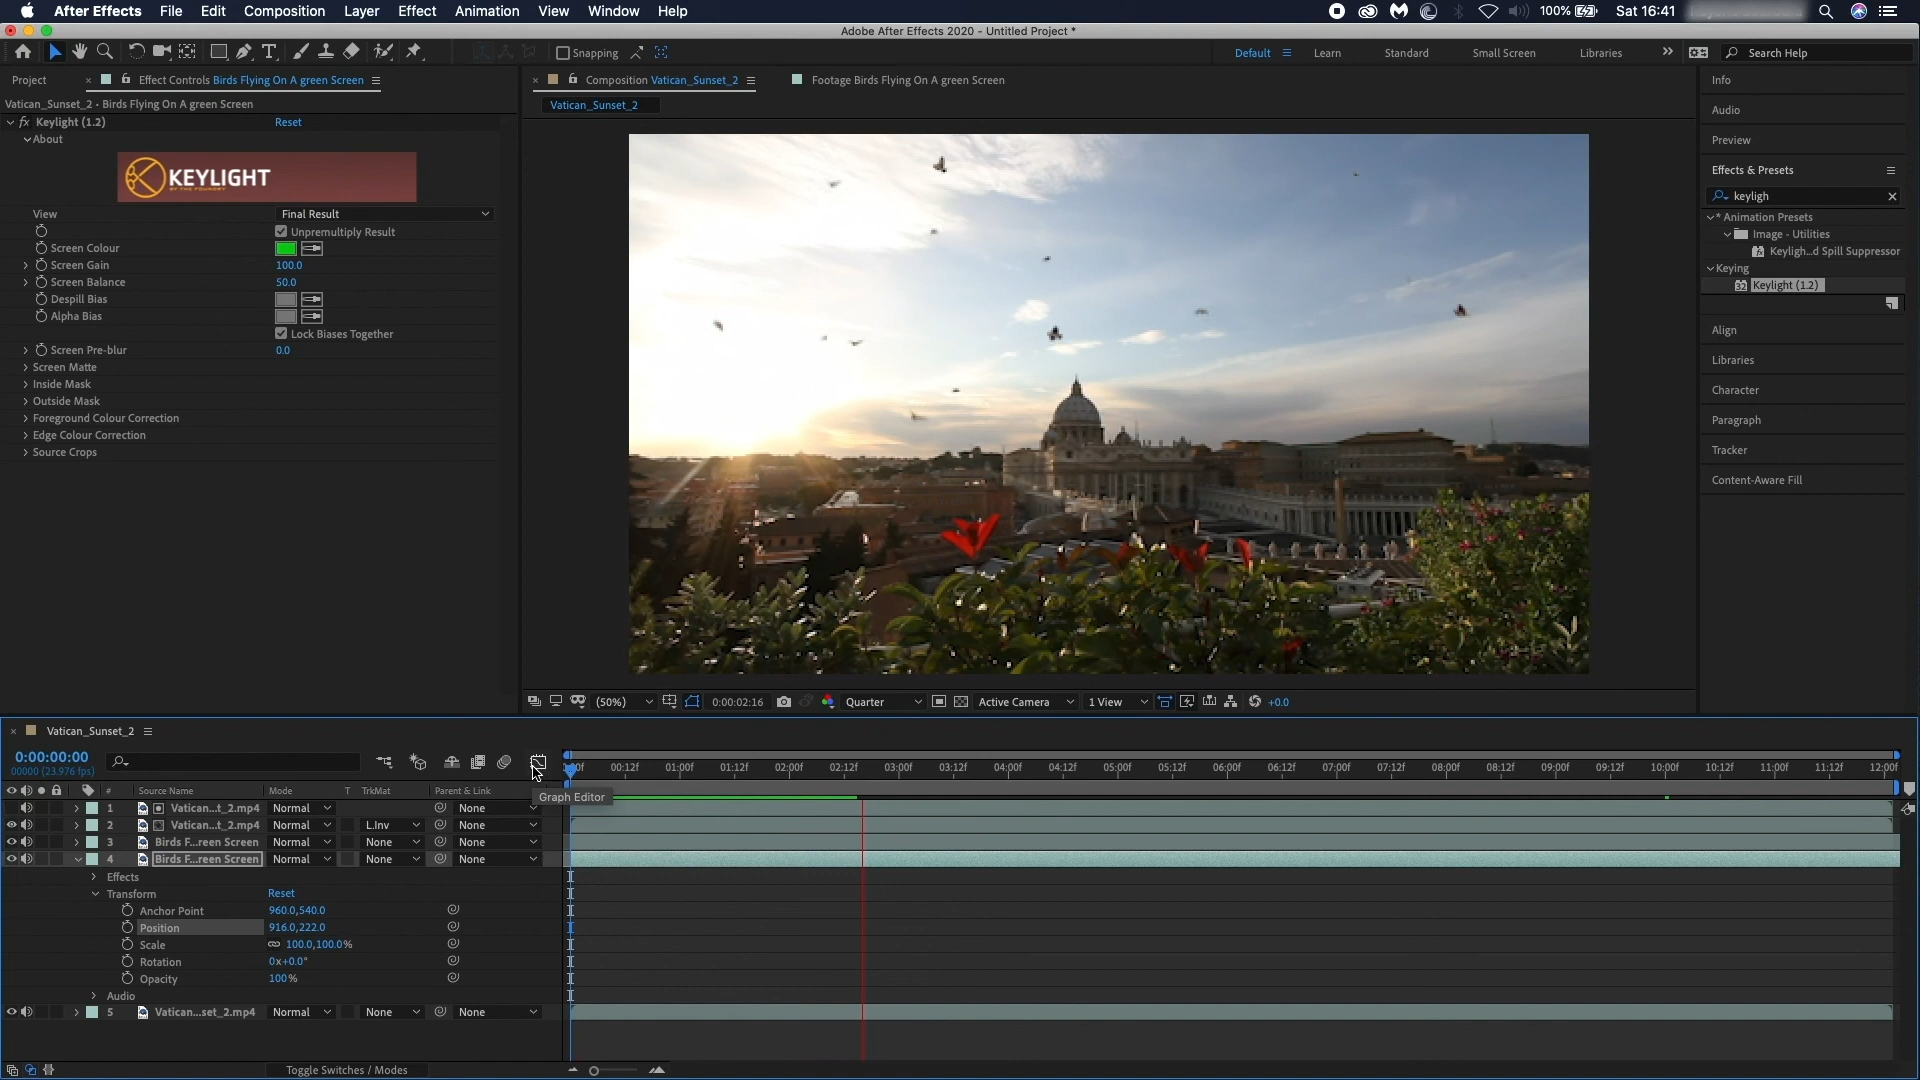 After Effects File Edit Composition Layer Effect Animation View Window Help 100% Sat 16:41
Adobe After Effects 2020 - Untitled Project *
Snapping Default Learn Standard Small Screen Libraries Search Help
Project Effect Controls Birds Flying On A green Screen Composition Vatican_Sunset_2 Footage Birds Flying On A green Screen Info
Vatican_Sunset_2 • Birds Flying On A green Screen
Vatican_Sunset_2
fx Keylight (1.2) Reset
About
KEYLIGHT
BY THE FOUNDRY
View Final Result
Unpremultiply Result
Screen Colour
Screen Gain 100.0
Screen Balance 50.0
Despill Bias
Alpha Bias
Lock Biases Together
Screen Pre-blur 0.0
Screen Matte
Inside Mask
Outside Mask
Foreground Colour Correction
Edge Colour Correction
Source Crops
Audio
Preview
Effects & Presets
keyligh
* Animation Presets
Image - Utilities
Keyligh...d Spill Suppressor
Keying
32 Keylight (1.2)
Align
Libraries
Character
Paragraph
Tracker
Content-Aware Fill
(50%) 0:00:02:16 Quarter Active Camera 1 View +0.0
Vatican_Sunset_2
0:00:00:00
00000 (23.976 fps)
00:12f 01:00f 01:12f 02:00f 02:12f 03:00f 03:12f 04:00f 04:12f 05:00f 05:12f 06:00f 06:12f 07:00f 07:12f 08:00f 08:12f 09:00f 09:12f 10:00f 10:12f 11:00f 11:12f 12:00f
# Source Name Mode T TrkMat Parent & Link
Graph Editor
1 Vatican...t_2.mp4 Normal None
2 Vatican...t_2.mp4 Normal L.Inv None
3 Birds F...reen Screen Normal None None
4 Birds F...reen Screen Normal None None
Effects
Transform Reset
Anchor Point 960.0,540.0
Position 916.0,222.0
Scale 100.0,100.0%
Rotation 0x+0.0°
Opacity 100%
Audio
5 Vatican...set_2.mp4 Normal None None
Toggle Switches / Modes